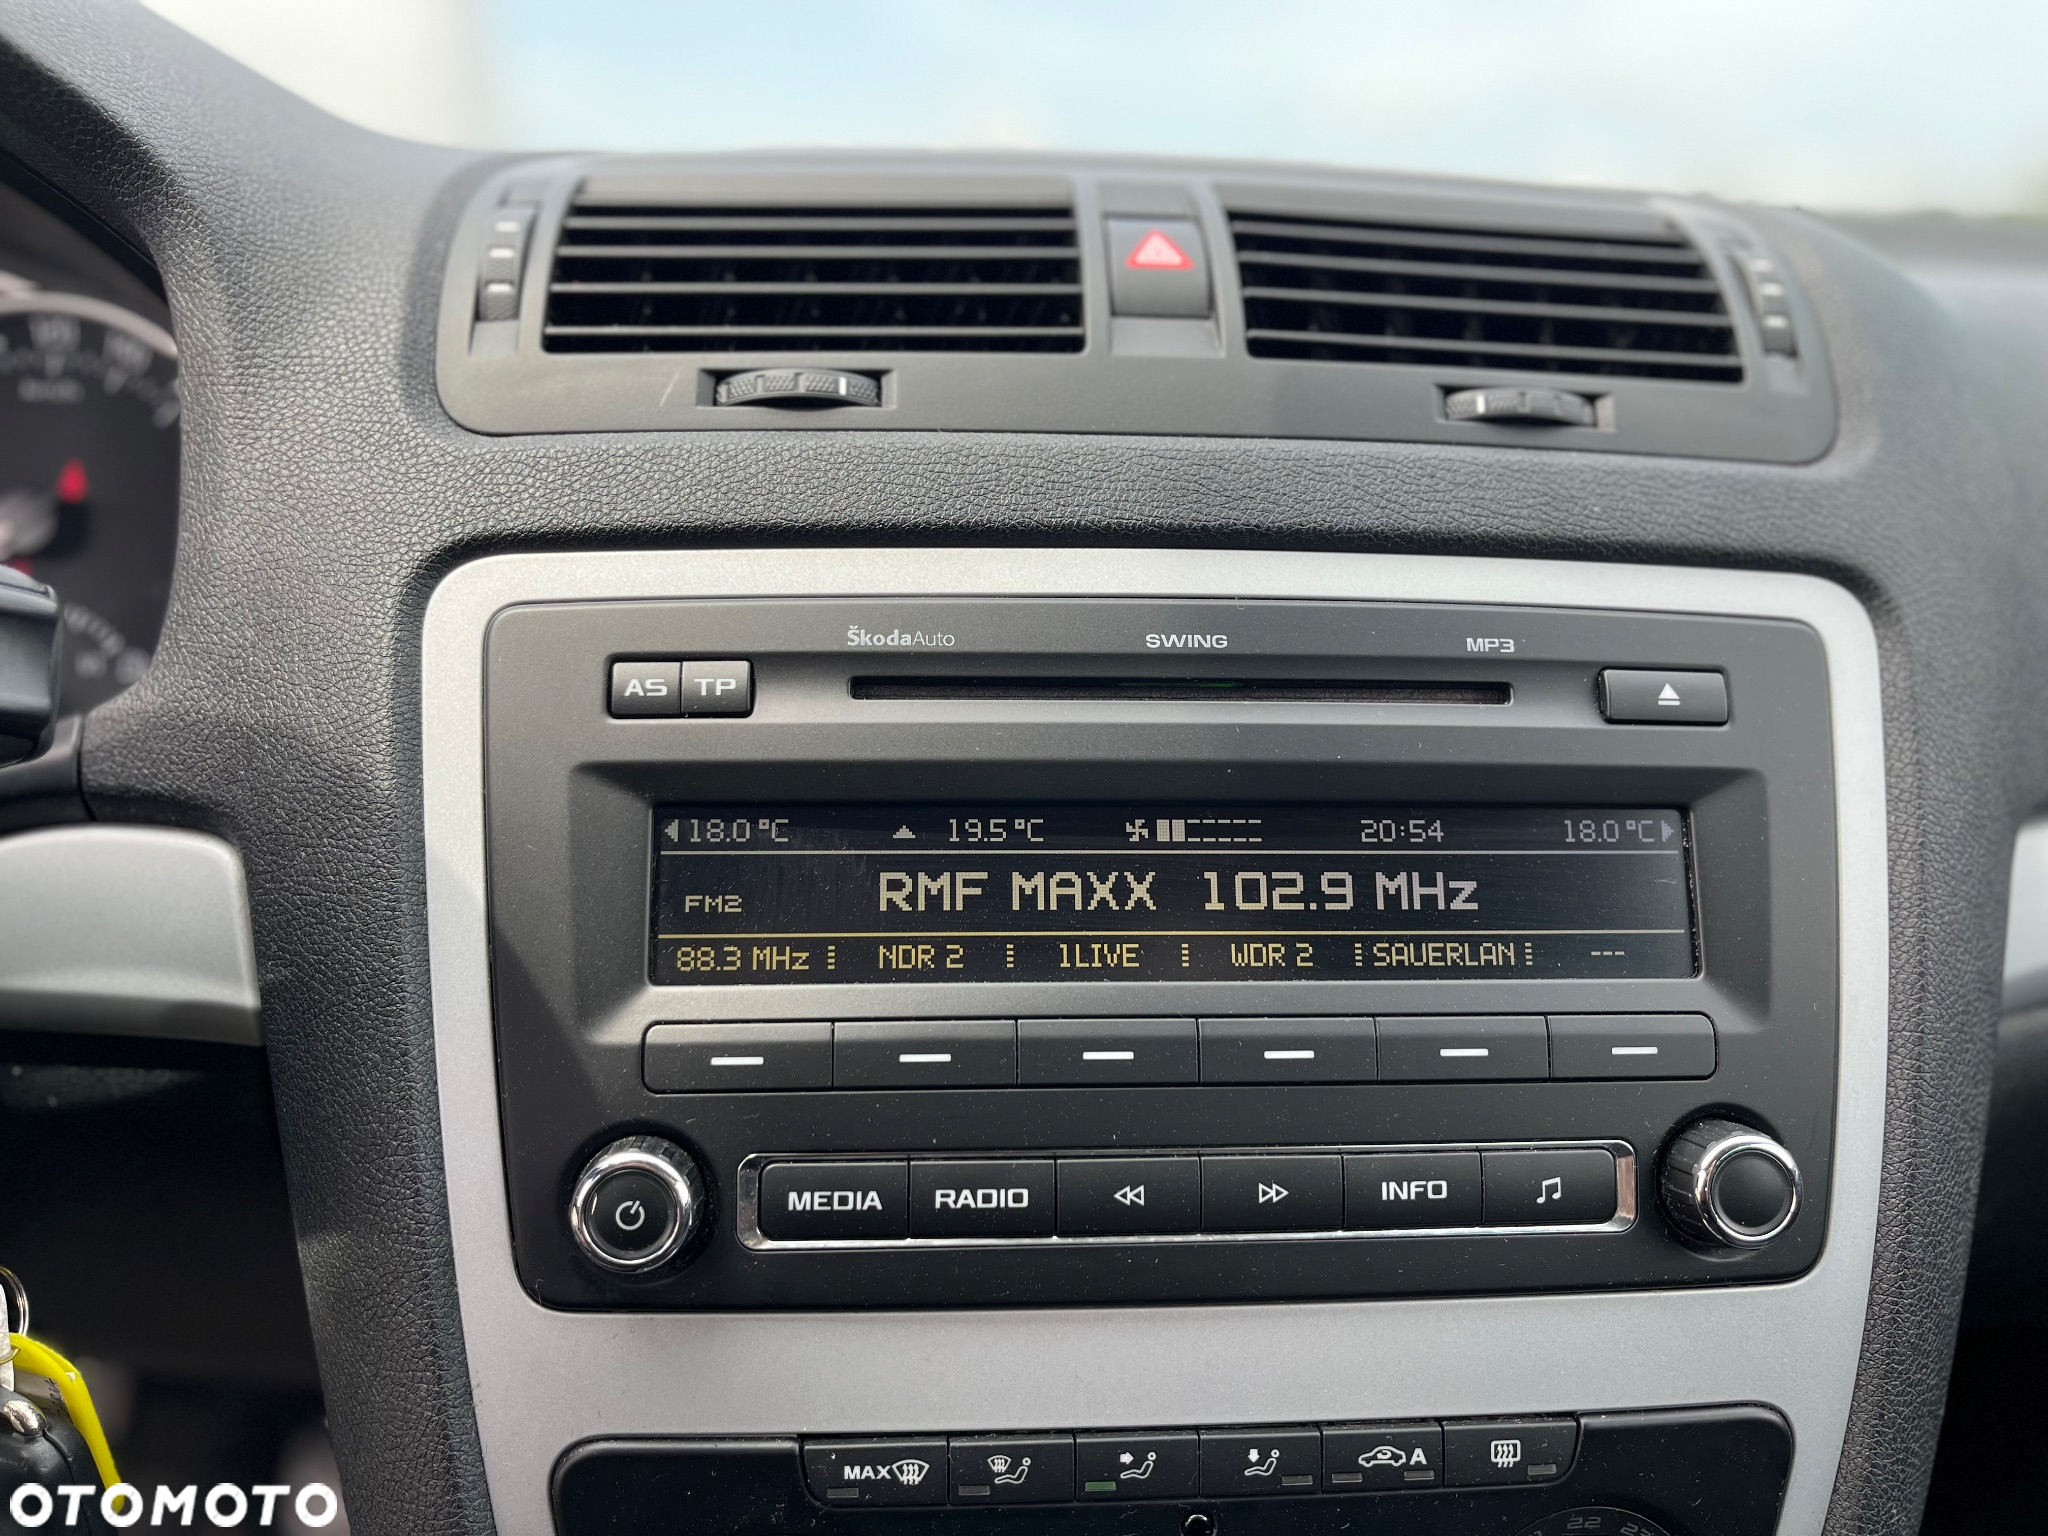 ŠkodaAuto SWING MP3
AS TP
18.0 °C 19.5 °C 20:54 18.0 °C
FM2 RMF MAXX 102.9 MHz
88.3 MHz NDR 2 1LIVE WDR 2 SAUERLAN ---
MEDIA RADIO INFO
MAX A
22
OTOMOTO